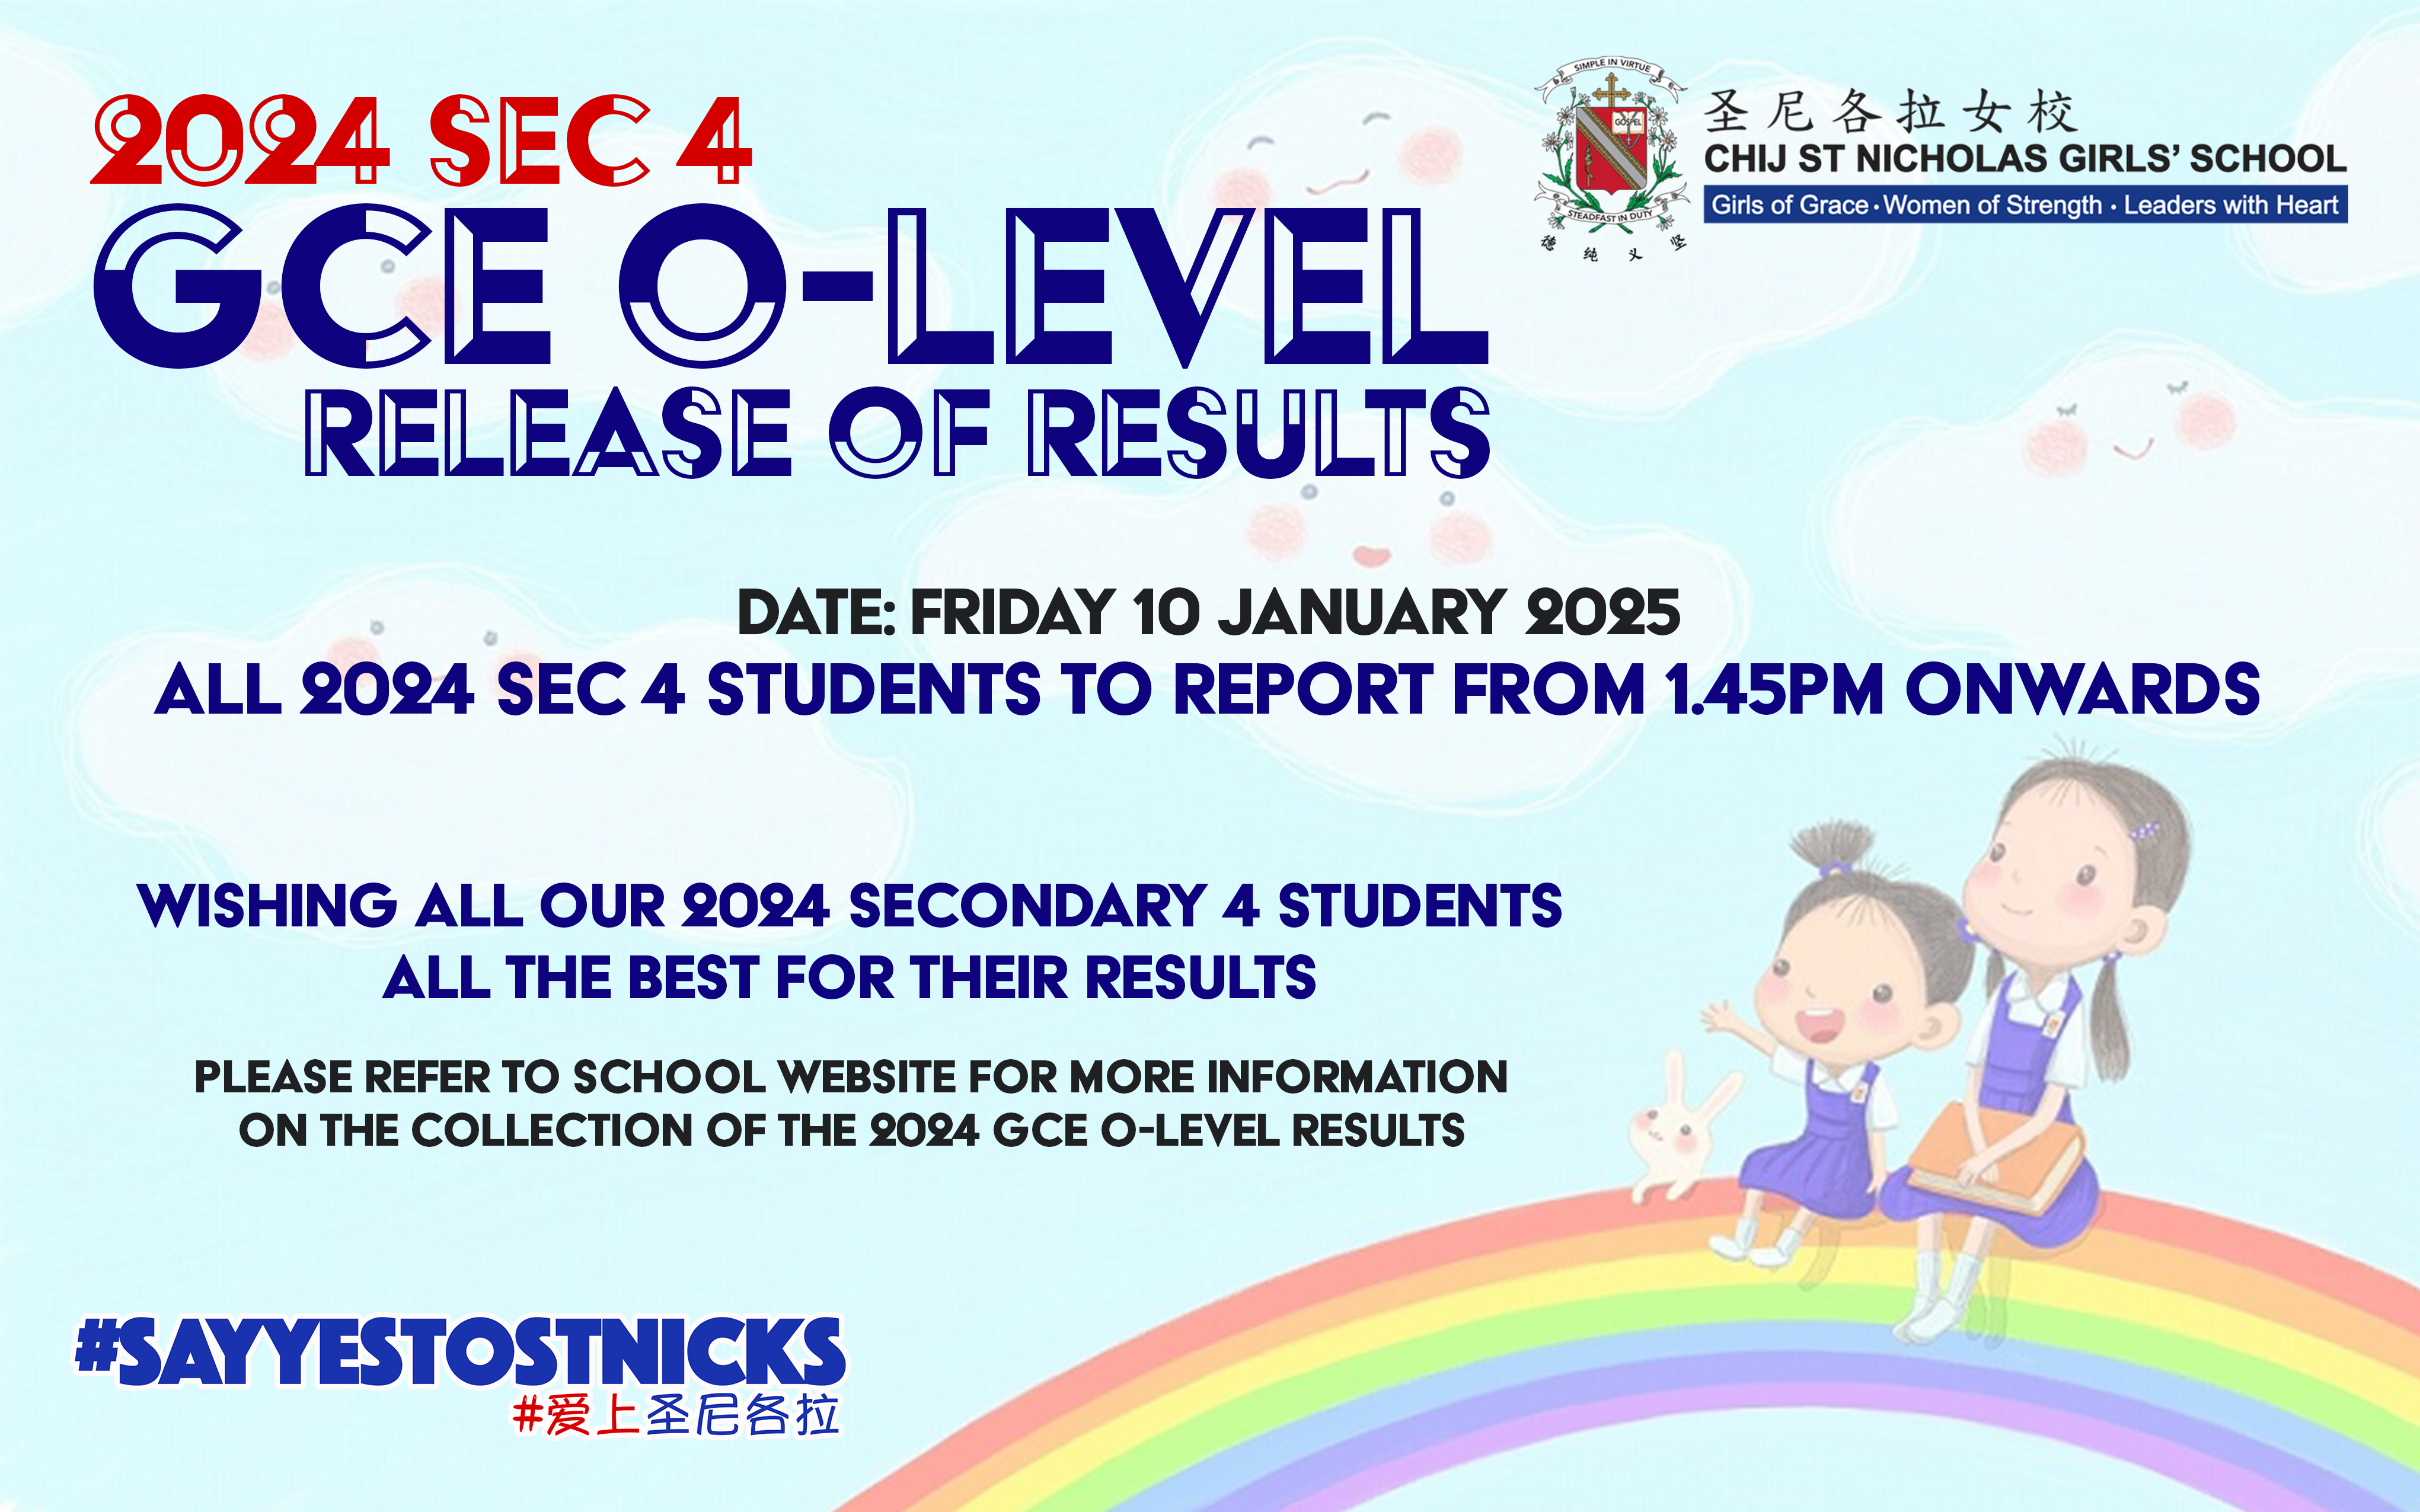 2024 SEC 4
GCE O-LEVEL
RELEASE OF RESULTS
SIMPLE IN VIRTUE
GOSPEL
STEADFAST IN DUTY
德 纯 义 坚
圣尼各拉女校
CHIJ ST NICHOLAS GIRLS' SCHOOL
Girls of Grace • Women of Strength • Leaders with Heart
DATE: FRIDAY 10 JANUARY 2025
ALL 2024 SEC 4 STUDENTS TO REPORT FROM 1.45PM ONWARDS
WISHING ALL OUR 2024 SECONDARY 4 STUDENTS
ALL THE BEST FOR THEIR RESULTS
PLEASE REFER TO SCHOOL WEBSITE FOR MORE INFORMATION
ON THE COLLECTION OF THE 2024 GCE O-LEVEL RESULTS
#SAYYESTOSTNICKS
#爱上圣尼各拉